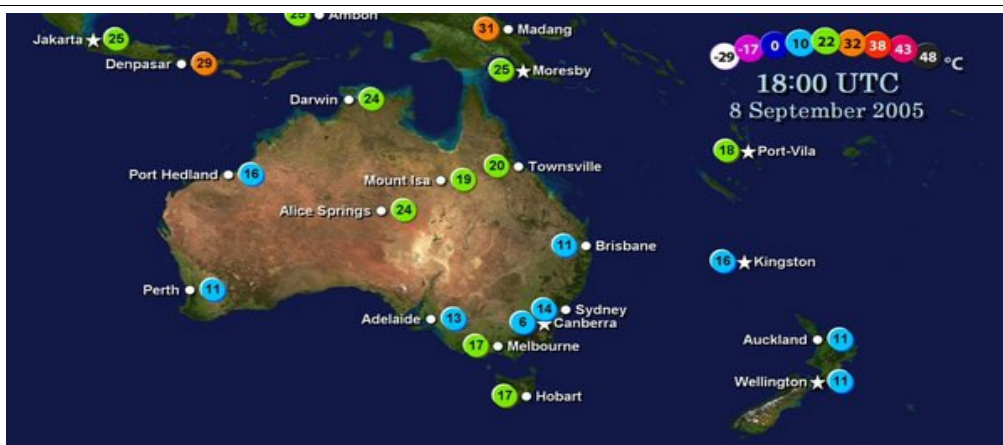 25 Ambon
Jakarta 25
31 Madang
-29 -17 0 10 22 32 38 43 48 °C
Denpasar 29
25 Moresby
18:00 UTC
8 September 2005
Darwin 24
18 Port-Vila
20 Townsville
Port Hedland 16
Mount Isa 19
Alice Springs 24
11 Brisbane
16 Kingston
Perth 11
14 Sydney
Adelaide 13
6 Canberra
Auckland 11
17 Melbourne
Wellington 11
17 Hobart